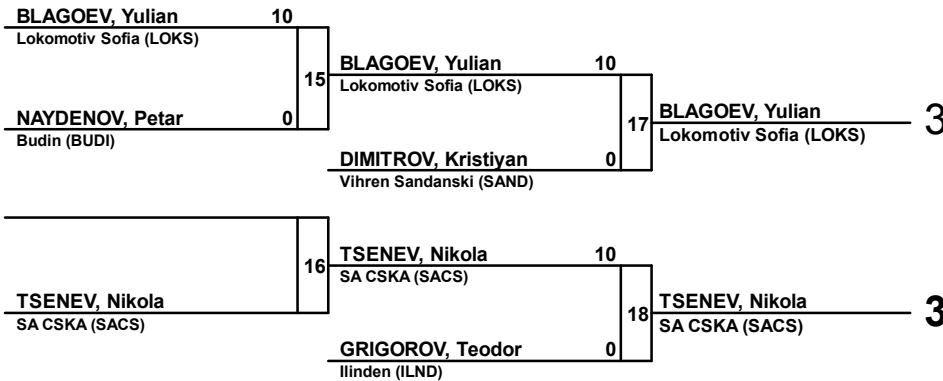 BLAGOEV, Yulian 10
Lokomotiv Sofia (LOKS)
15
NAYDENOV, Petar 0
Budin (BUDI)
BLAGOEV, Yulian 10
Lokomotiv Sofia (LOKS)
17
DIMITROV, Kristiyan 0
Vihren Sandanski (SAND)
BLAGOEV, Yulian 3
Lokomotiv Sofia (LOKS)
16
TSENEV, Nikola
SA CSKA (SACS)
TSENEV, Nikola 10
SA CSKA (SACS)
18
GRIGOROV, Teodor 0
Ilinden (ILND)
TSENEV, Nikola 3
SA CSKA (SACS)